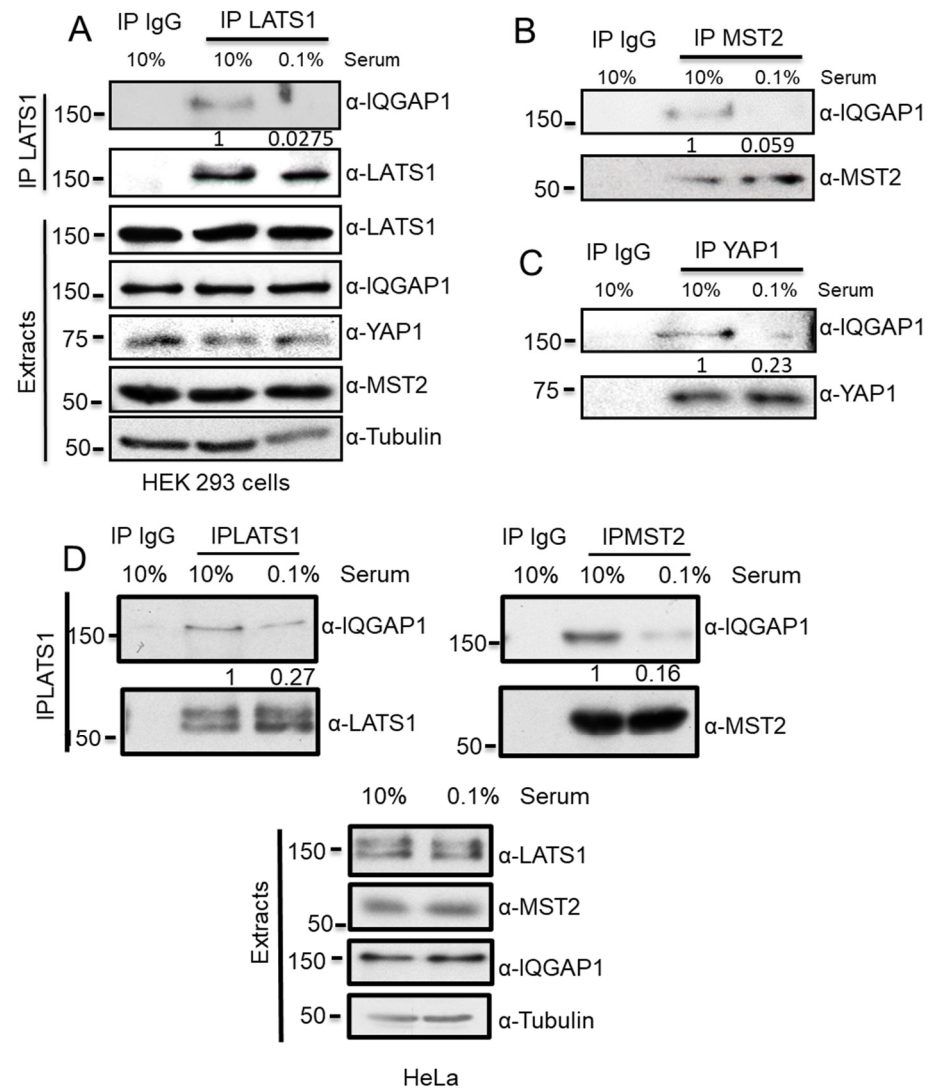 A
IP IgG
IP LATS1
10%
10%
0.1%
Serum
IP LATS1
150
α-IQGAP1
1
0.0275
150
α-LATS1
Extracts
150
α-LATS1
150
α-IQGAP1
75
α-YAP1
50
α-MST2
50
α-Tubulin
HEK 293 cells
B
IP IgG
IP MST2
10%
10%
0.1%
Serum
150
α-IQGAP1
1
0.059
50
α-MST2
C
IP IgG
IP YAP1
10%
10%
0.1%
Serum
150
α-IQGAP1
1
0.23
75
α-YAP1
D
IP IgG
IPLATS1
10%
10%
0.1%
Serum
IPLATS1
150
α-IQGAP1
1
0.27
150
α-LATS1
IP IgG
IPMST2
10%
10%
0.1%
Serum
150
α-IQGAP1
1
0.16
50
α-MST2
10%
0.1%
Serum
Extracts
150
α-LATS1
50
α-MST2
150
α-IQGAP1
50
α-Tubulin
HeLa